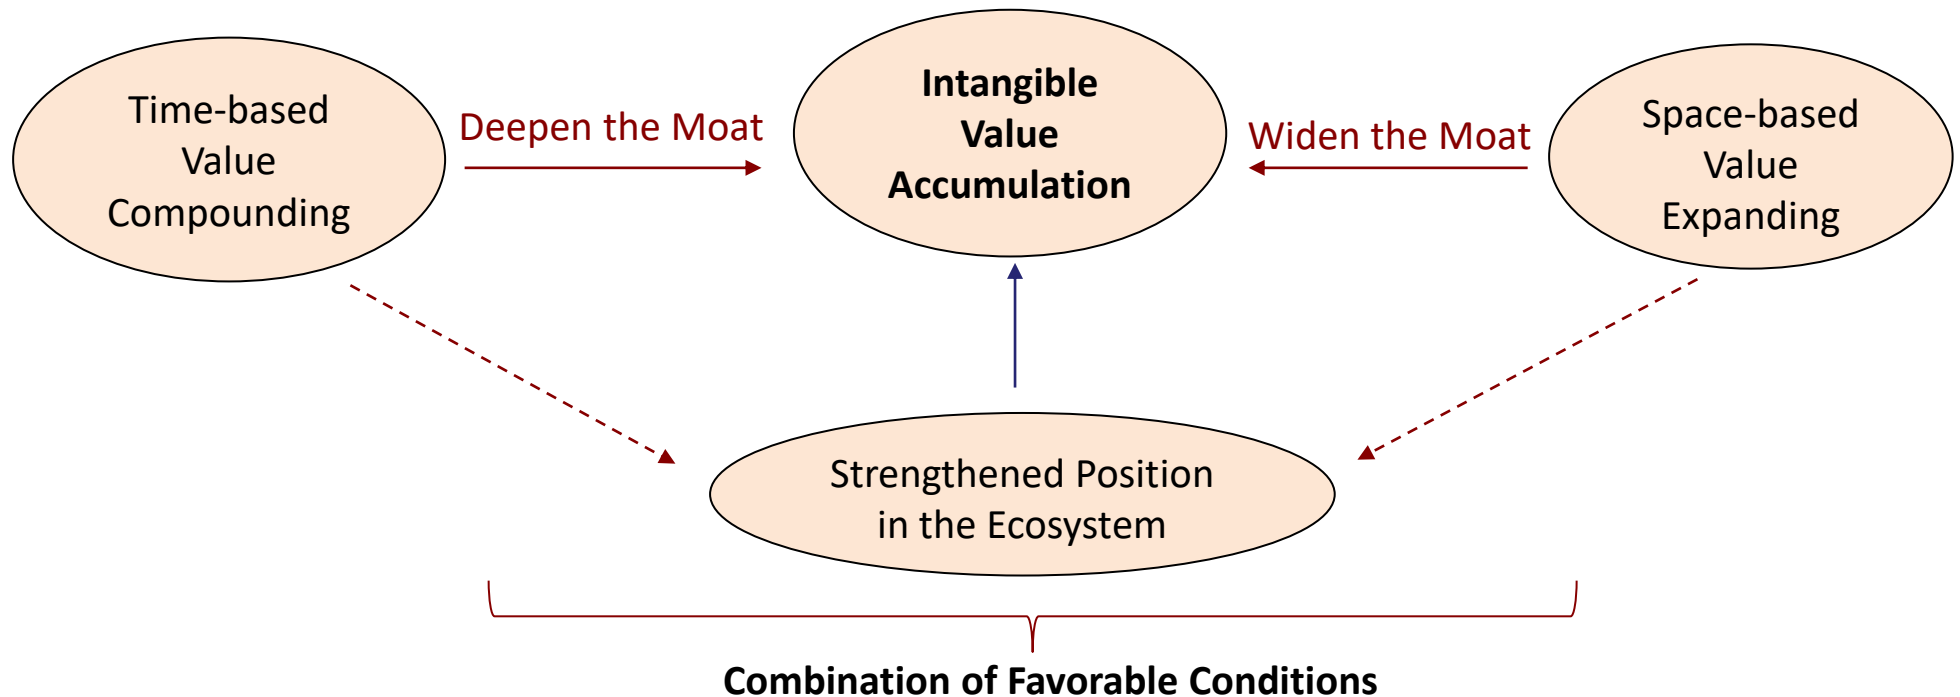 Time-based
Value
Compounding
Deepen the Moat
Intangible
Value
Accumulation
Widen the Moat
Space-based
Value
Expanding
Strengthened Position
in the Ecosystem
Combination of Favorable Conditions